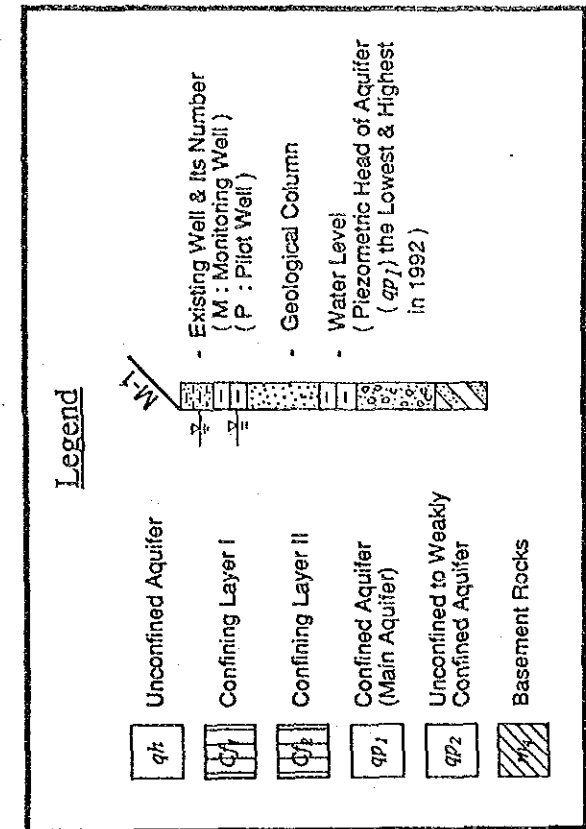 Legend
qh Unconfined Aquifer
Cf1 Confining Layer I
Cf2 Confining Layer II
qp1 Confined Aquifer
(Main Aquifer)
qp2 Unconfined to Weakly
Confined Aquifer
Basement Rocks
M-1
- Existing Well & Its Number
( M : Monitoring Well )
( P : Pilot Well )
- Geological Column
- Water Level
( Piezometric Head of Aquifer
( qp1 ) the Lowest & Highest
in 1992 )